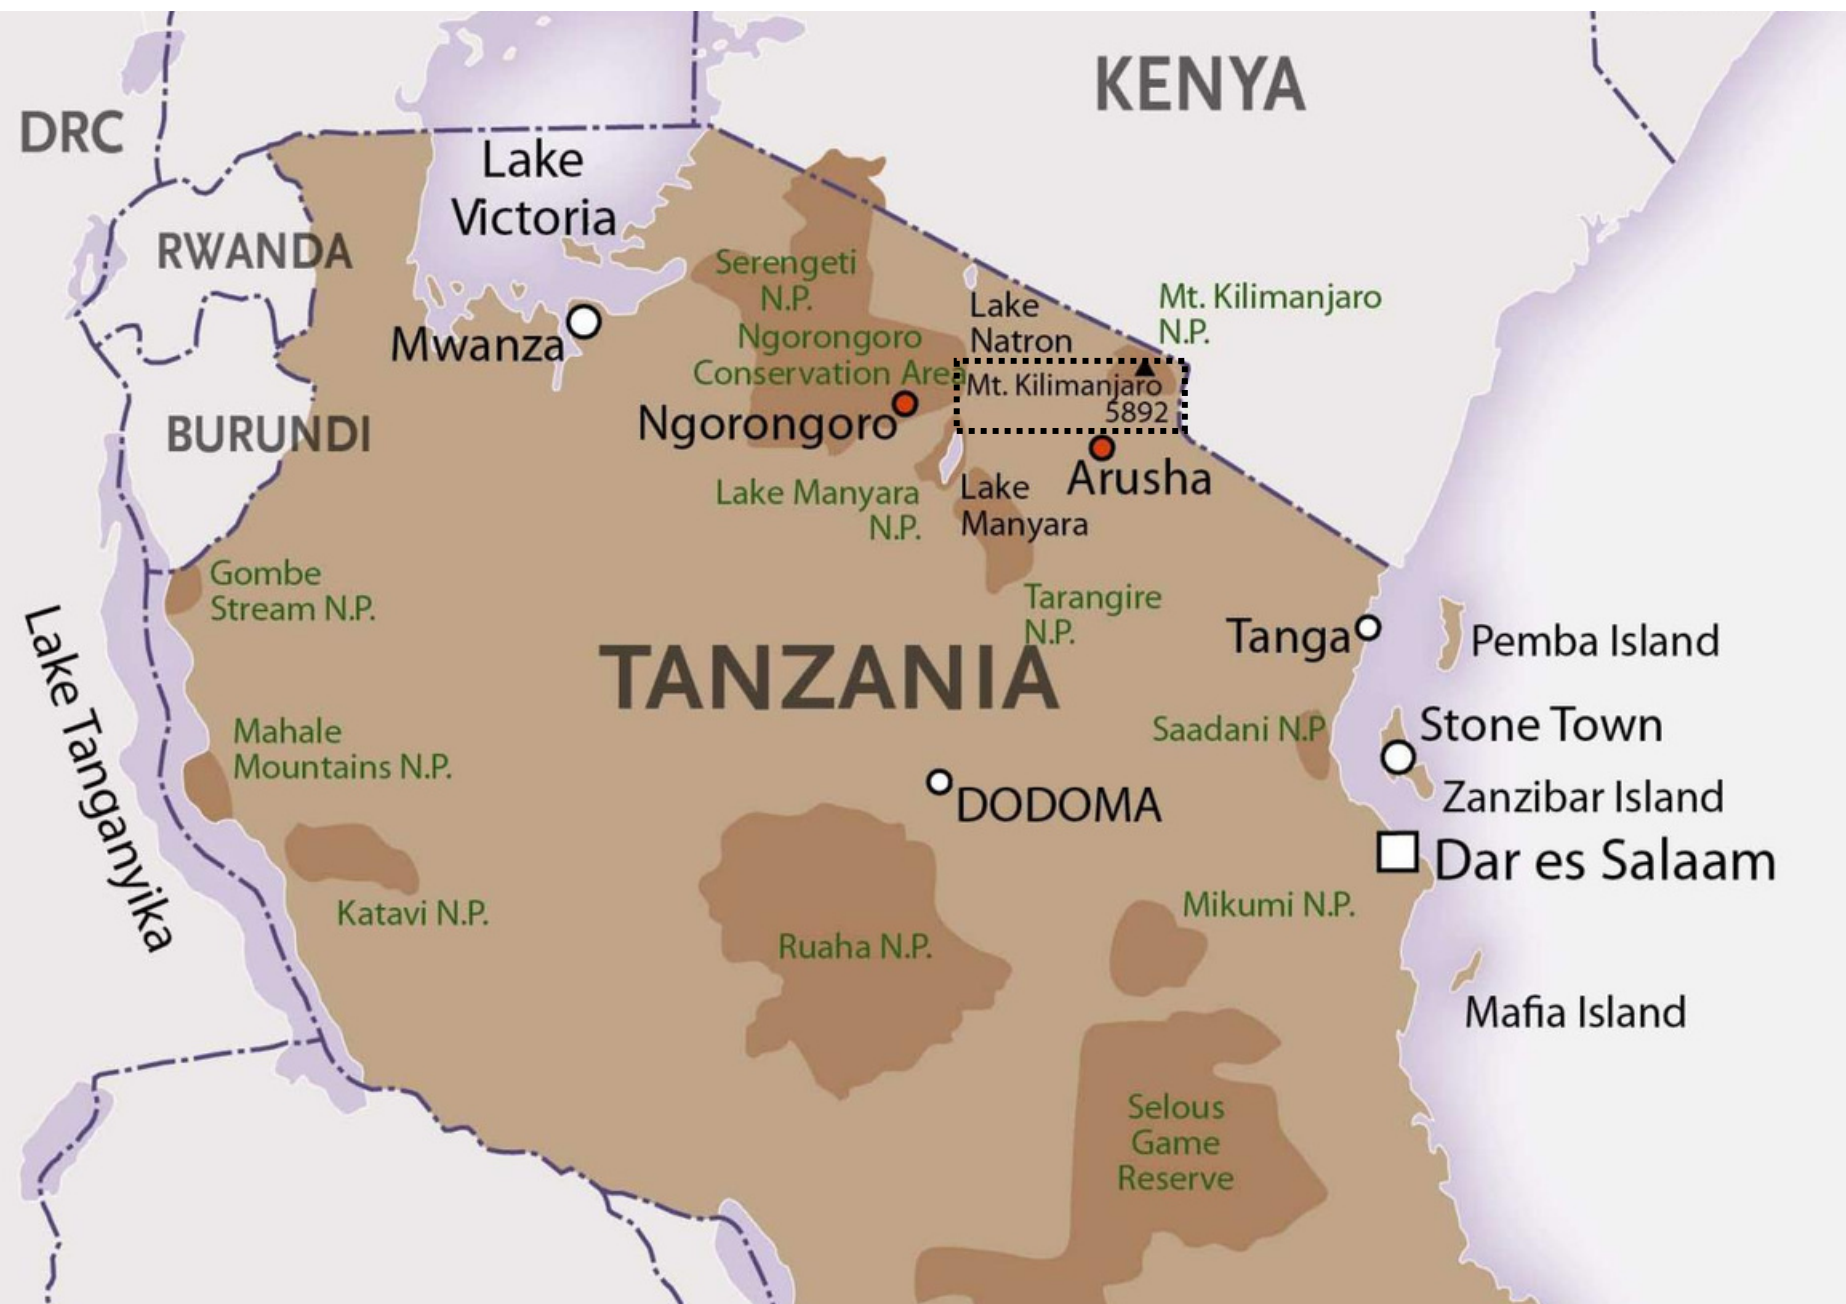 KENYA
DRC
Lake
Victoria
RWANDA
Serengeti
N.P.
Lake
Natron
Mt. Kilimanjaro
N.P.
Mwanza
Ngorongoro
Conservation Area
Mt. Kilimanjaro
5892
Ngorongoro
BURUNDI
Arusha
Lake Manyara
N.P.
Lake
Manyara
Gombe
Stream N.P.
Tarangire
N.P.
Lake Tanganyika
Tanga
Pemba Island
TANZANIA
Mahale
Mountains N.P.
Saadani N.P
Stone Town
Zanzibar Island
DODOMA
Dar es Salaam
Katavi N.P.
Ruaha N.P.
Mikumi N.P.
Mafia Island
Selous
Game
Reserve